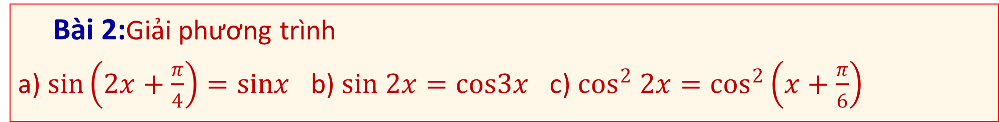 Bài 2:Giải phương trình
a) sin (2𝑥 + 𝜋/4) = sin𝑥 b) sin 2𝑥 = cos3𝑥 c) cos² 2𝑥 = cos² (𝑥 + 𝜋/6)